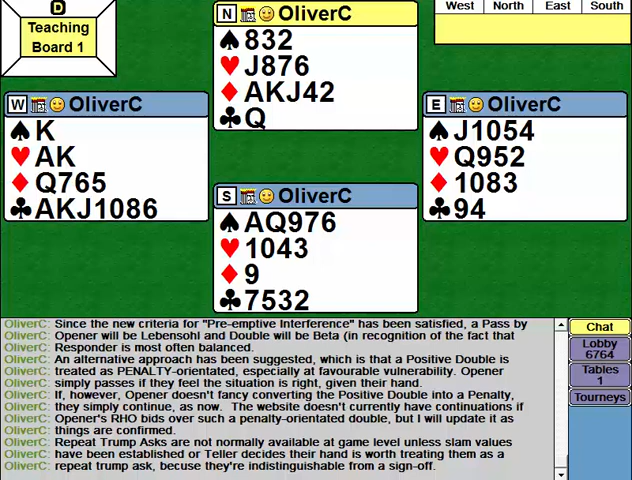 D
Teaching
Board 1
N OliverC
♠832
♥J876
♦AKJ42
♣Q
West North East South
W OliverC
♠K
♥AK
♦Q765
♣AKJ1086
E OliverC
♠J1054
♥Q952
♦1083
♣94
S OliverC
♠AQ976
♥1043
♦9
♣7532
OliverC: Since the new criteria for "Pre-emptive Interference" has been satisfied, a Pass by
OliverC: Opener will be Lebensohl and Double will be Beta (in recognition of the fact that
OliverC: Responder is most often balanced.
OliverC: An alternative approach has been suggested, which is that a Positive Double is
OliverC: treated as PENALTY-orientated, especially at favourable vulnerability. Opener
OliverC: simply passes if they feel the situation is right, given their hand.
OliverC: If, however, Opener doesn't fancy converting the Positive Double into a Penalty,
OliverC: they simply continue, as now. The website doesn't currently have continuations if
OliverC: Opener's RHO bids over such a penalty-orientated double, but I will update it as
OliverC: things are confirmed.
OliverC: Repeat Trump Asks are not normally available at game level unless slam values
OliverC: have been established or Teller decides their hand is worth treating them as a
OliverC: repeat trump ask, becuse they're indistinguishable from a sign-off.
Chat
Lobby
6764
Tables
1
Tourneys